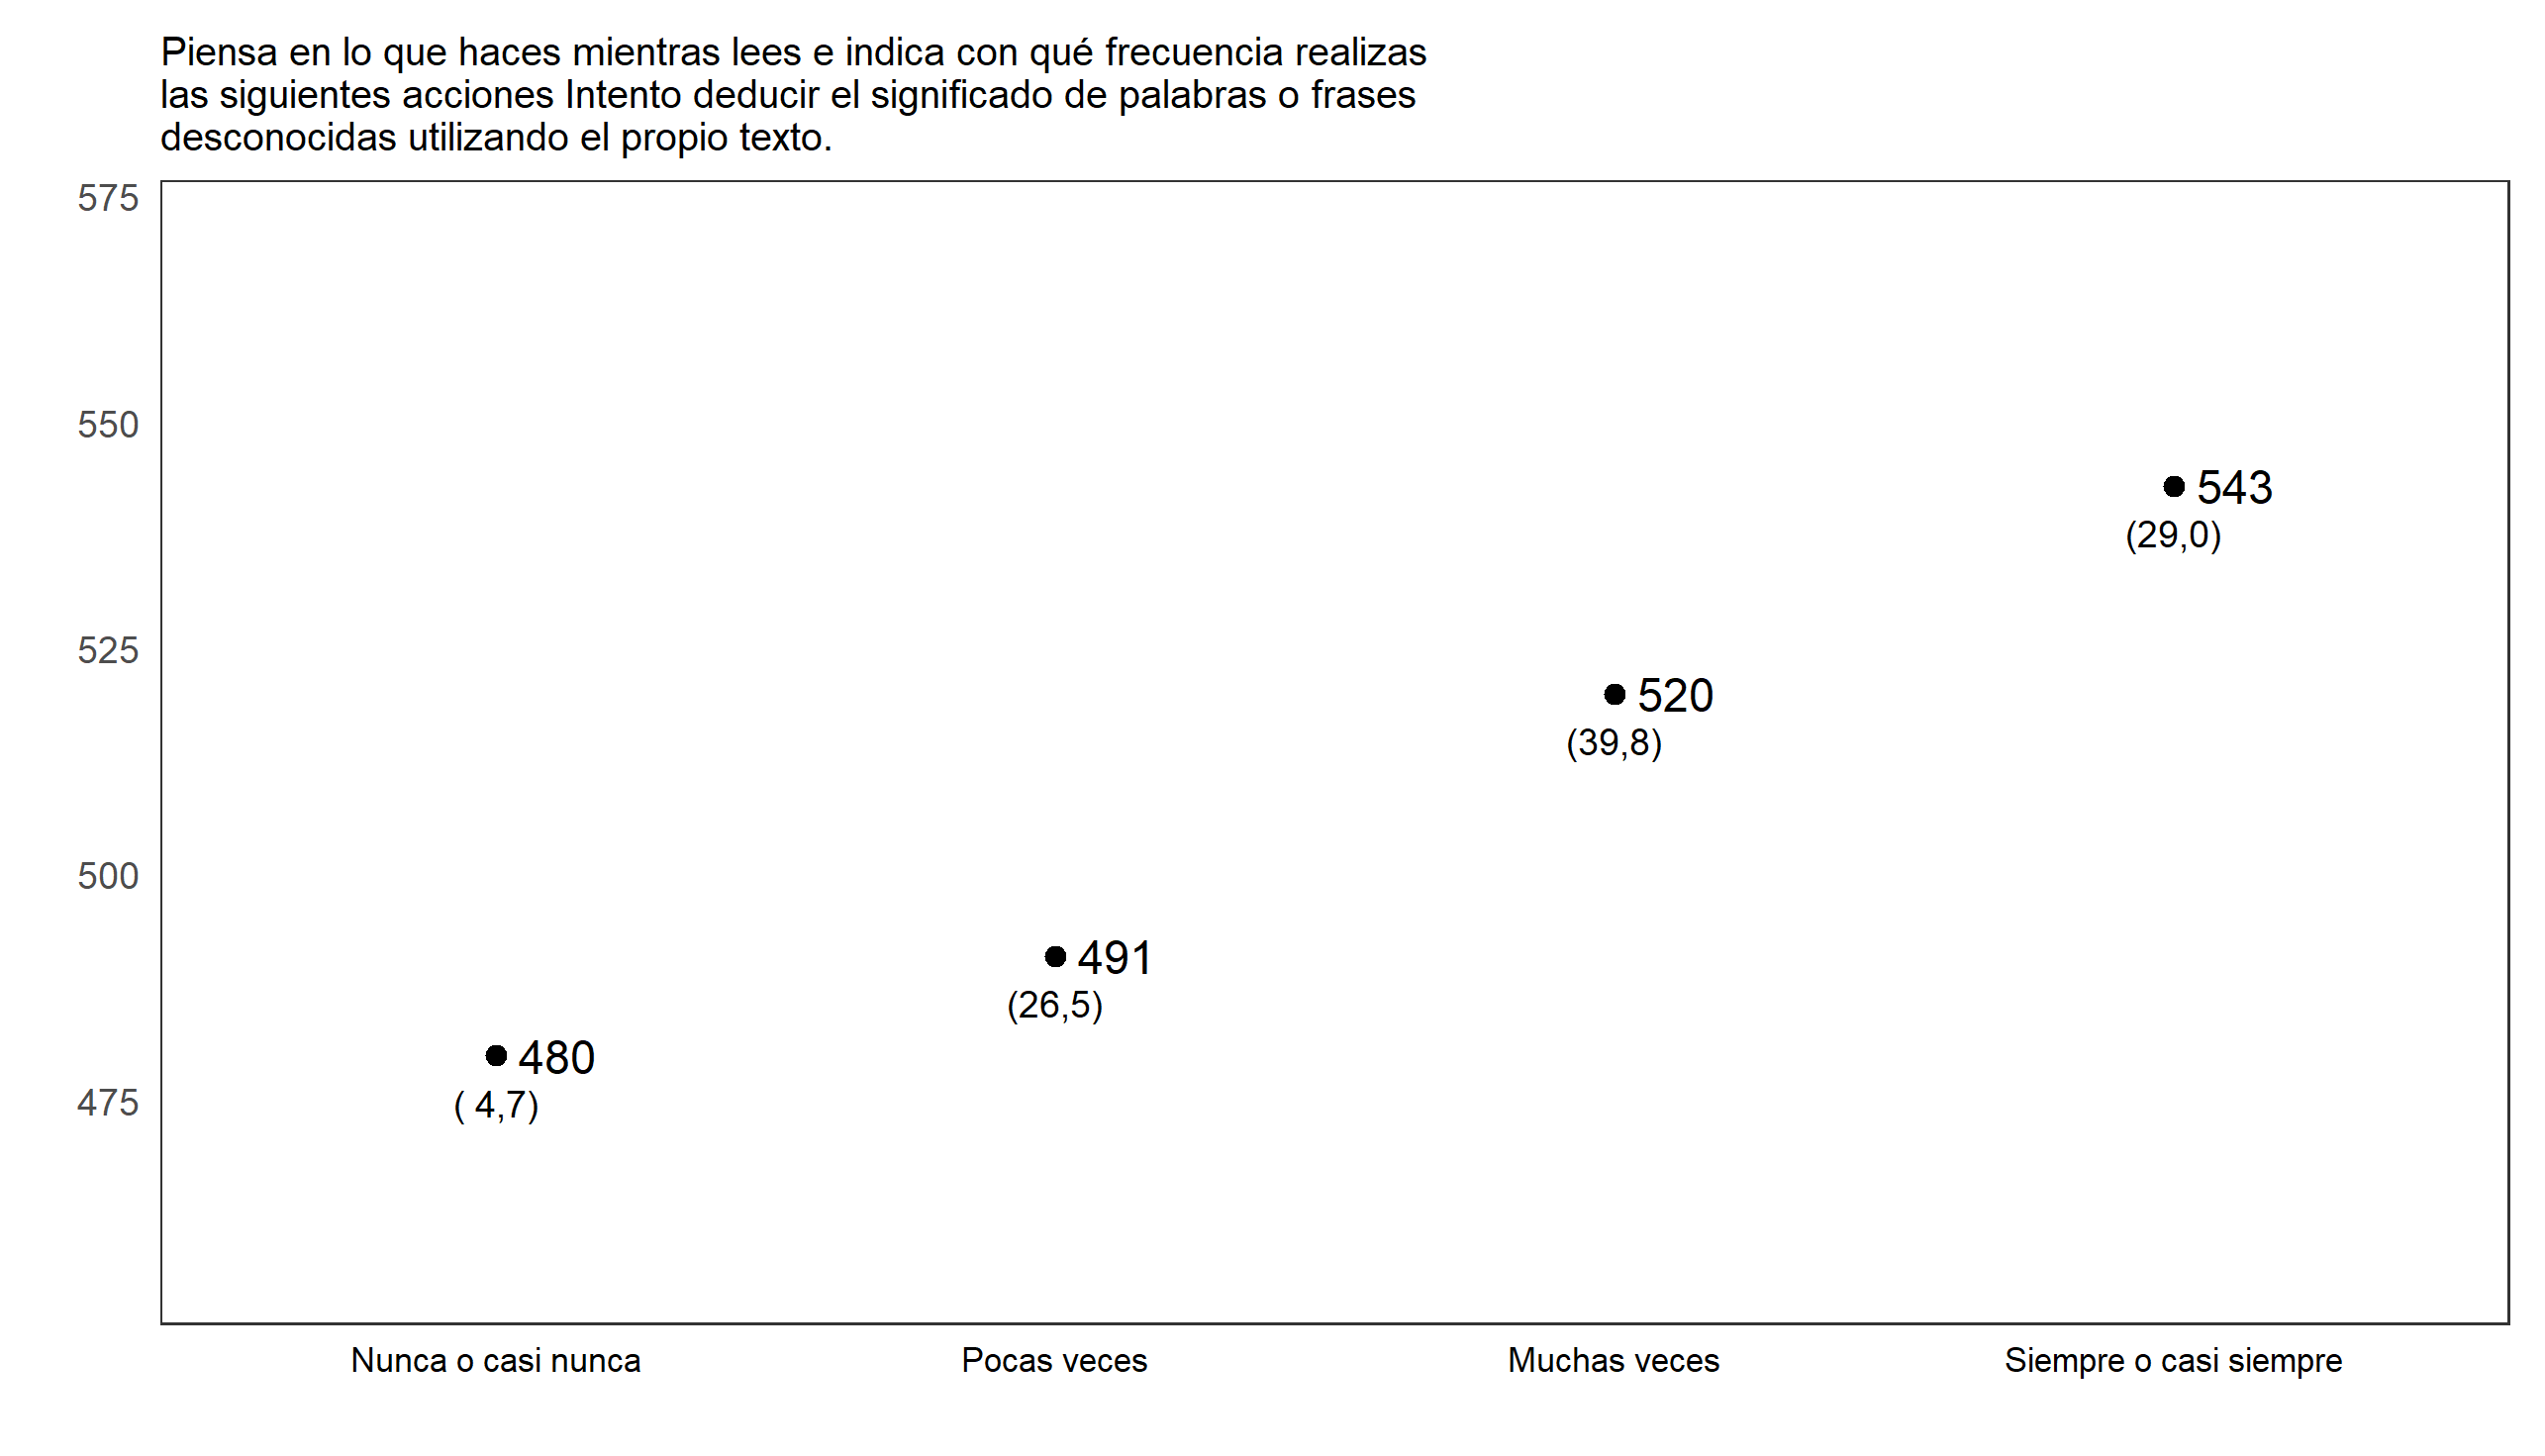 Piensa en lo que haces mientras lees e indica con qué frecuencia realizas
las siguientes acciones Intento deducir el significado de palabras o frases
desconocidas utilizando el propio texto.
575
550
525
500
475
543
(29,0)
520
(39,8)
491
(26,5)
480
( 4,7)
Nunca o casi nunca
Pocas veces
Muchas veces
Siempre o casi siempre